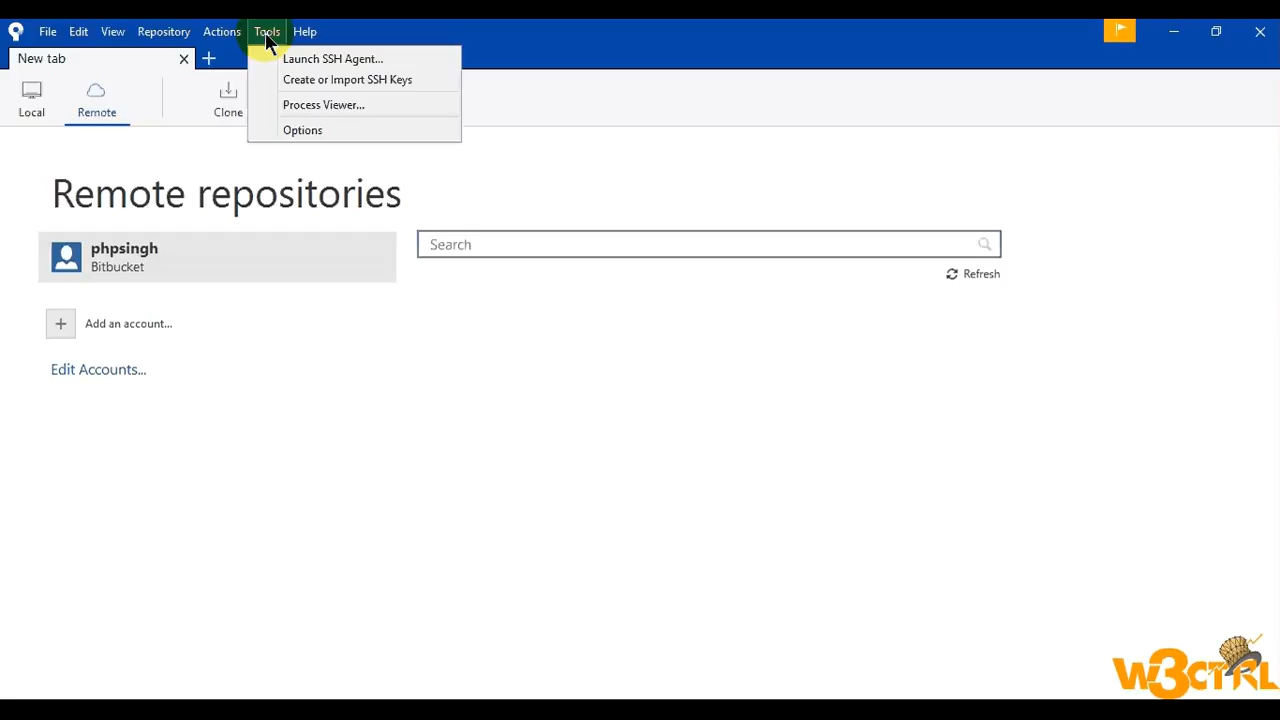 File Edit View Repository Actions Tools Help
New tab
Local Remote Clone
Launch SSH Agent...
Create or Import SSH Keys
Process Viewer...
Options
Remote repositories
phpsingh
Bitbucket
Search
Refresh
Add an account...
Edit Accounts...
W3CTRL